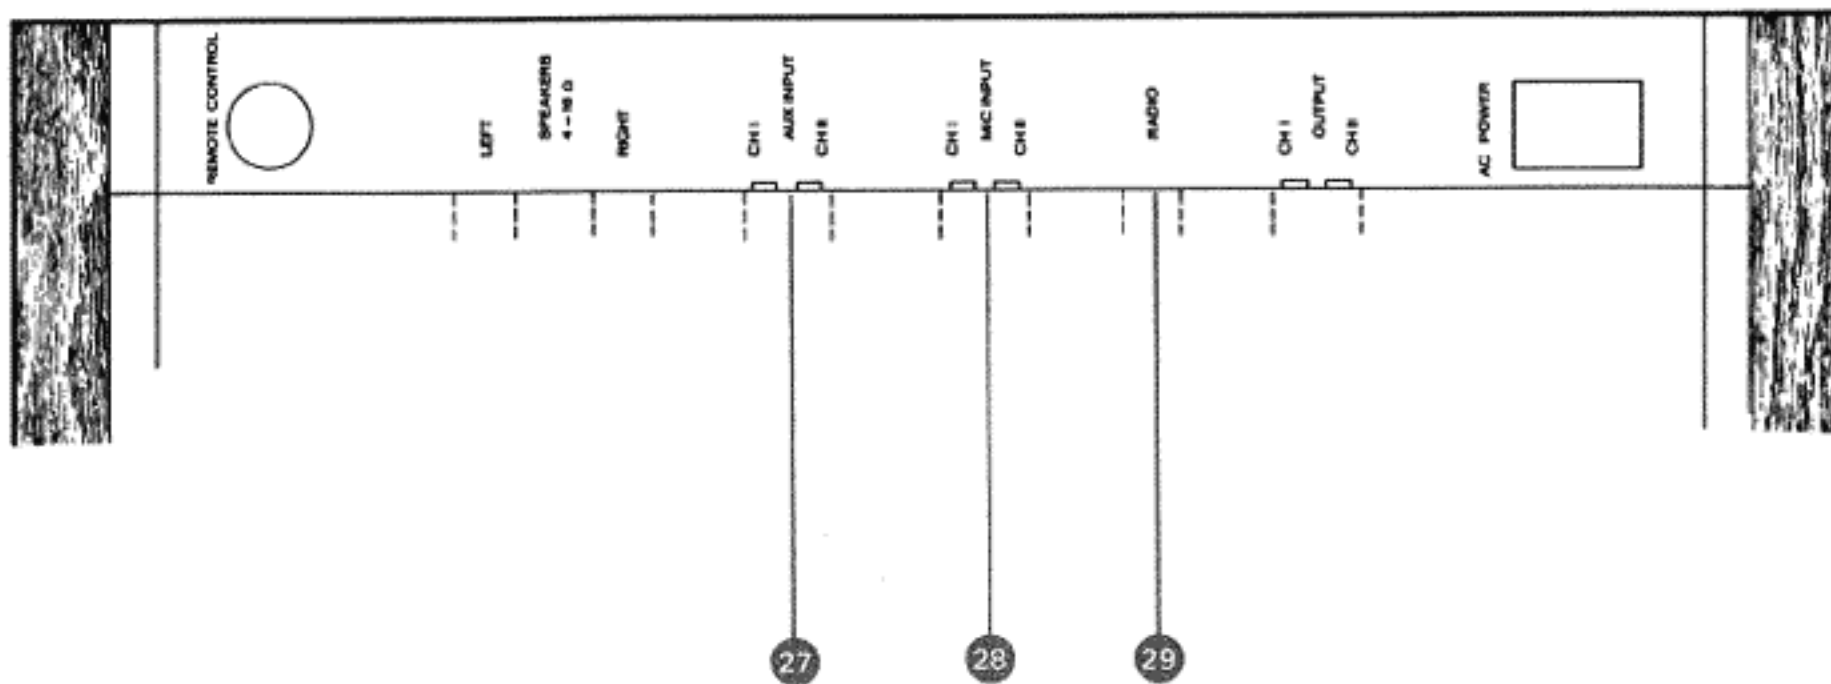 REMOTE CONTROL
LEFT
SPEAKERS
4-16 Ω
RIGHT
CH I
AUX INPUT
CH II
CH I
MIC INPUT
CH II
RADIO
CH I
OUTPUT
CH II
AC POWER
27
28
29